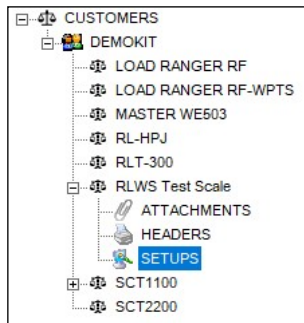 CUSTOMERS
DEMOKIT
LOAD RANGER RF
LOAD RANGER RF-WPTS
MASTER WE503
RL-HPJ
RLT-300
RLWS Test Scale
ATTACHMENTS
HEADERS
SETUPS
SCT1100
SCT2200